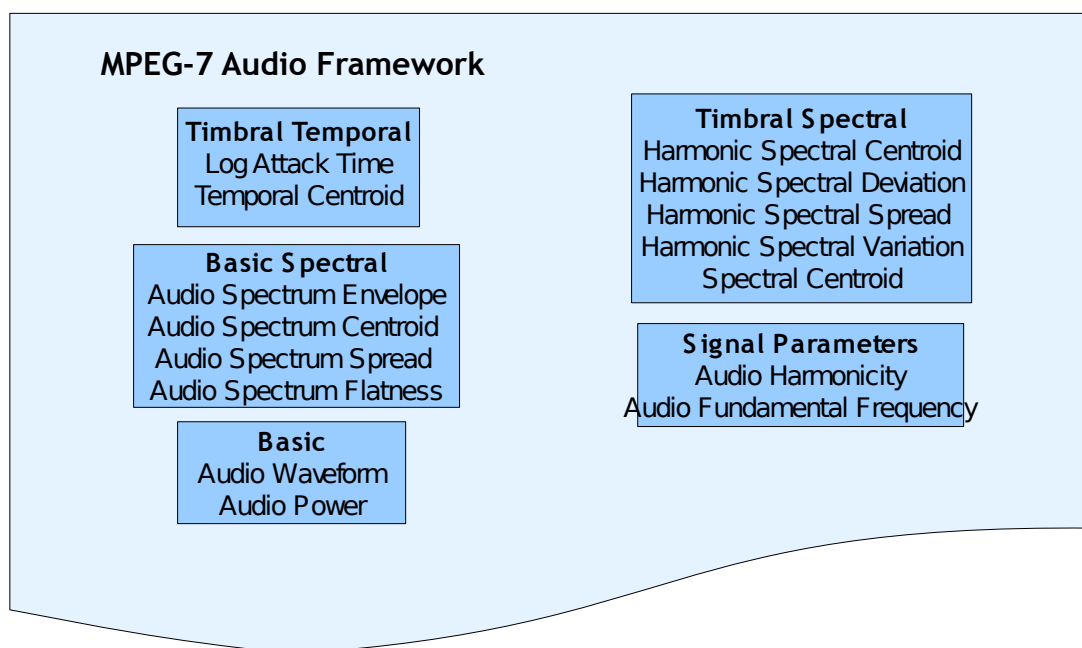 MPEG-7 Audio Framework
Timbral Temporal
Log Attack Time
Temporal Centroid
Basic Spectral
Audio Spectrum Envelope
Audio Spectrum Centroid
Audio Spectrum Spread
Audio Spectrum Flatness
Basic
Audio Waveform
Audio Power
Timbral Spectral
Harmonic Spectral Centroid
Harmonic Spectral Deviation
Harmonic Spectral Spread
Harmonic Spectral Variation
Spectral Centroid
Signal Parameters
Audio Harmonicity
Audio Fundamental Frequency